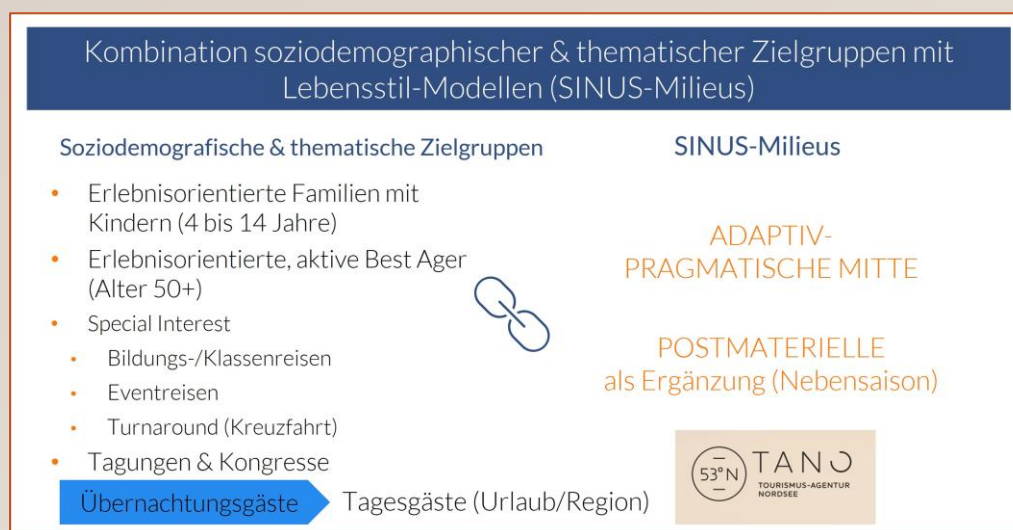 Kombination soziodemographischer & thematischer Zielgruppen mit
Lebensstil-Modellen (SINUS-Milieus)
Soziodemografische & thematische Zielgruppen
• Erlebnisorientierte Familien mit
Kindern (4 bis 14 Jahre)
• Erlebnisorientierte, aktive Best Ager
(Alter 50+)
• Special Interest
• Bildungs-/Klassenreisen
• Eventreisen
• Turnaround (Kreuzfahrt)
• Tagungen & Kongresse
Übernachtungsgäste
Tagesgäste (Urlaub/Region)
SINUS-Milieus
ADAPTIV-
PRAGMATISCHE MITTE
POSTMATERIELLE
als Ergänzung (Nebensaison)
53° N
TANO
TOURISMUS-AGENTUR
NORDSEE